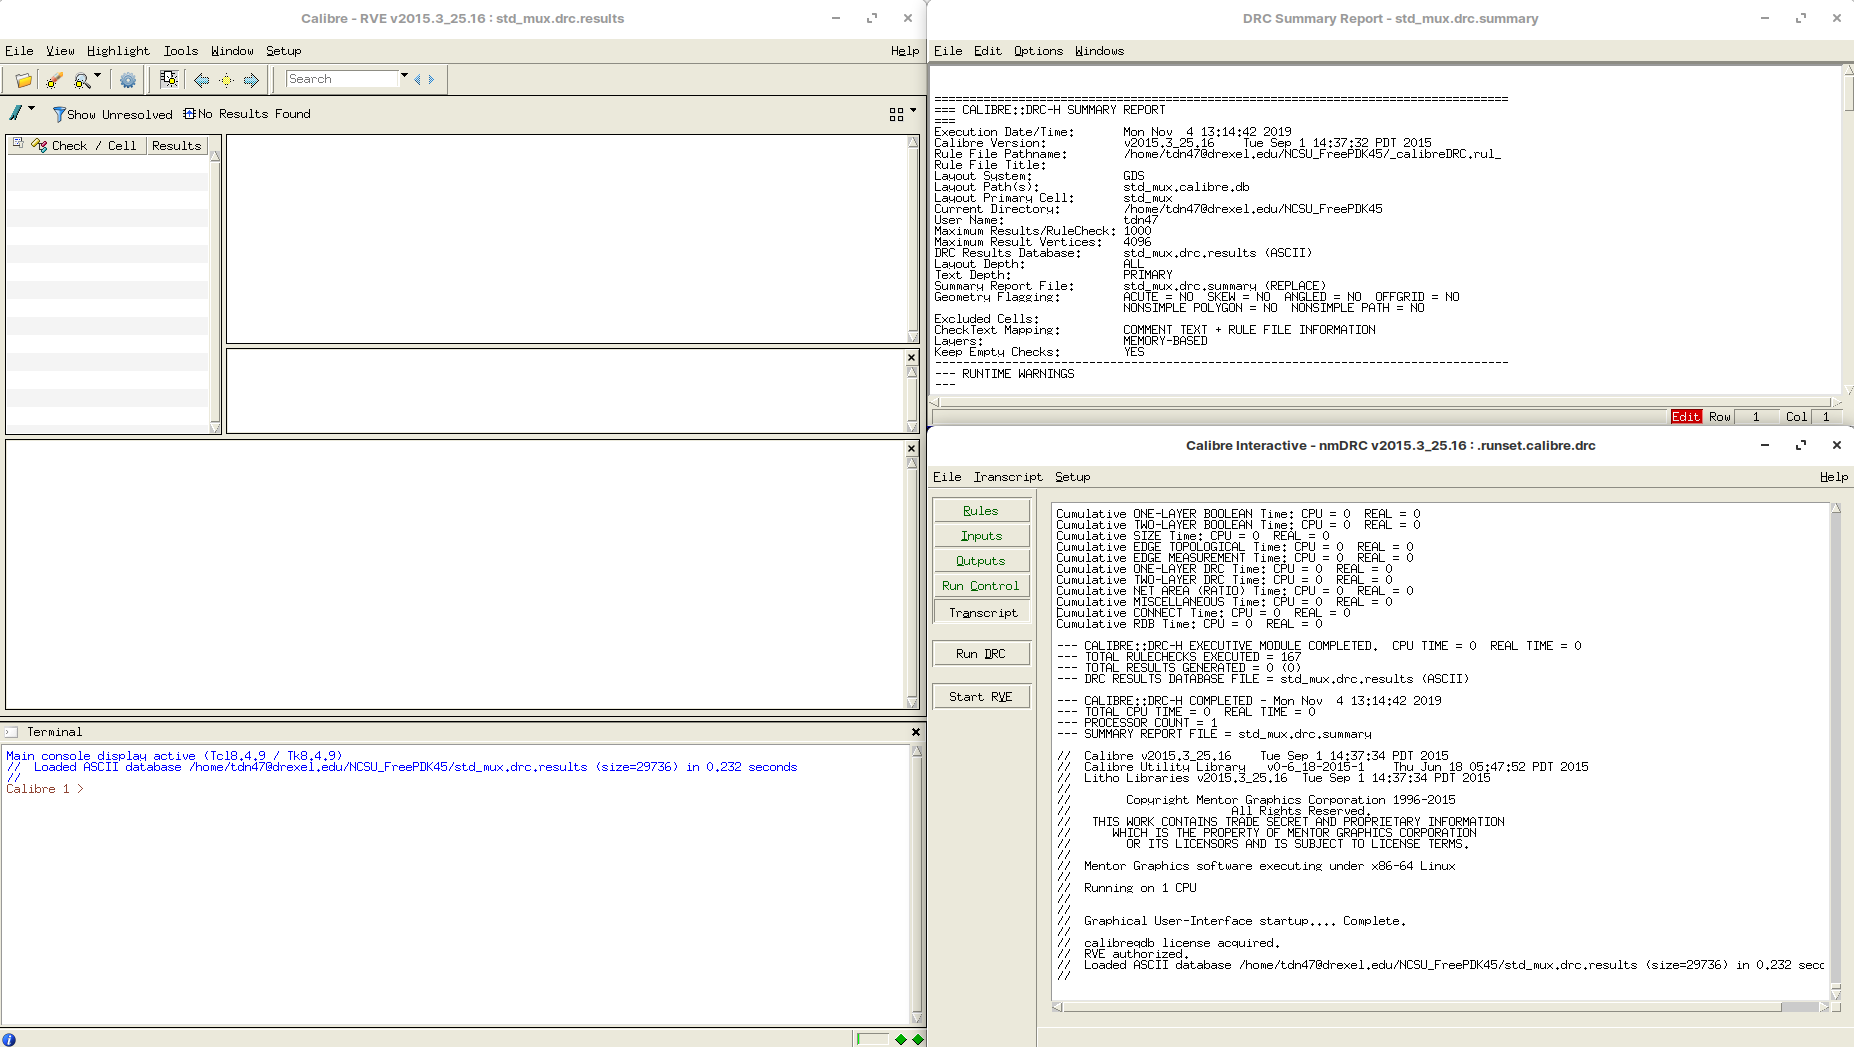 Calibre - RVE v2015.3_25.16 : std_mux.drc.results
File View Highlight Tools Window Setup Help
Search
Show Unresolved No Results Found
Check / Cell Results
Terminal
Main console display active (Tcl8.4.9 / Tk8.4.9)
// Loaded ASCII database /home/tdn47@drexel.edu/NCSU_FreePDK45/std_mux.drc.results (size=29736) in 0.232 seconds
//
Calibre 1 >
DRC Summary Report - std_mux.drc.summary
File Edit Options Windows
==================================================================================
=== CALIBRE::DRC-H SUMMARY REPORT
===
Execution Date/Time: Mon Nov 4 13:14:42 2019
Calibre Version: v2015.3_25.16 Tue Sep 1 14:37:32 PDT 2015
Rule File Pathname: /home/tdn47@drexel.edu/NCSU_FreePDK45/_calibreDRC.rul_
Rule File Title:
Layout System: GDS
Layout Path(s): std_mux.calibre.db
Layout Primary Cell: std_mux
Current Directory: /home/tdn47@drexel.edu/NCSU_FreePDK45
User Name: tdn47
Maximum Results/RuleCheck: 1000
Maximum Result Vertices: 4096
DRC Results Database: std_mux.drc.results (ASCII)
Layout Depth: ALL
Text Depth: PRIMARY
Summary Report File: std_mux.drc.summary (REPLACE)
Geometry Flagging: ACUTE = NO SKEW = NO ANGLED = NO OFFGRID = NO
NONSIMPLE POLYGON = NO NONSIMPLE PATH = NO
Excluded Cells:
CheckText Mapping: COMMENT TEXT + RULE FILE INFORMATION
Layers: MEMORY-BASED
Keep Empty Checks: YES
----------------------------------------------------------------------------------
--- RUNTIME WARNINGS
---
Edit Row 1 Col 1
Calibre Interactive - nmDRC v2015.3_25.16 : .runset.calibre.drc
File Transcript Setup Help
Rules
Inputs
Outputs
Run Control
Transcript
Run DRC
Start RVE
Cumulative ONE-LAYER BOOLEAN Time: CPU = 0 REAL = 0
Cumulative TWO-LAYER BOOLEAN Time: CPU = 0 REAL = 0
Cumulative SIZE Time: CPU = 0 REAL = 0
Cumulative EDGE TOPOLOGICAL Time: CPU = 0 REAL = 0
Cumulative EDGE MEASUREMENT Time: CPU = 0 REAL = 0
Cumulative ONE-LAYER DRC Time: CPU = 0 REAL = 0
Cumulative TWO-LAYER DRC Time: CPU = 0 REAL = 0
Cumulative NET AREA (RATIO) Time: CPU = 0 REAL = 0
Cumulative MISCELLANEOUS Time: CPU = 0 REAL = 0
Cumulative CONNECT Time: CPU = 0 REAL = 0
Cumulative RDB Time: CPU = 0 REAL = 0
--- CALIBRE::DRC-H EXECUTIVE MODULE COMPLETED. CPU TIME = 0 REAL TIME = 0
--- TOTAL RULECHECKS EXECUTED = 167
--- TOTAL RESULTS GENERATED = 0 (0)
--- DRC RESULTS DATABASE FILE = std_mux.drc.results (ASCII)
--- CALIBRE::DRC-H COMPLETED - Mon Nov 4 13:14:42 2019
--- TOTAL CPU TIME = 0 REAL TIME = 0
--- PROCESSOR COUNT = 1
--- SUMMARY REPORT FILE = std_mux.drc.summary
// Calibre v2015.3_25.16 Tue Sep 1 14:37:34 PDT 2015
// Calibre Utility Library v0-6_18-2015-1 Thu Jun 18 05:47:52 PDT 2015
// Litho Libraries v2015.3_25.16 Tue Sep 1 14:37:34 PDT 2015
//
// Copyright Mentor Graphics Corporation 1996-2015
// All Rights Reserved.
// THIS WORK CONTAINS TRADE SECRET AND PROPRIETARY INFORMATION
// WHICH IS THE PROPERTY OF MENTOR GRAPHICS CORPORATION
// OR ITS LICENSORS AND IS SUBJECT TO LICENSE TERMS.
//
// Mentor Graphics software executing under x86-64 Linux
//
// Running on 1 CPU
//
//
// Graphical User-Interface startup.... Complete.
//
// calibreqdb license acquired.
// RVE authorized.
// Loaded ASCII database /home/tdn47@drexel.edu/NCSU_FreePDK45/std_mux.drc.results (size=29736) in 0.232 sec
//